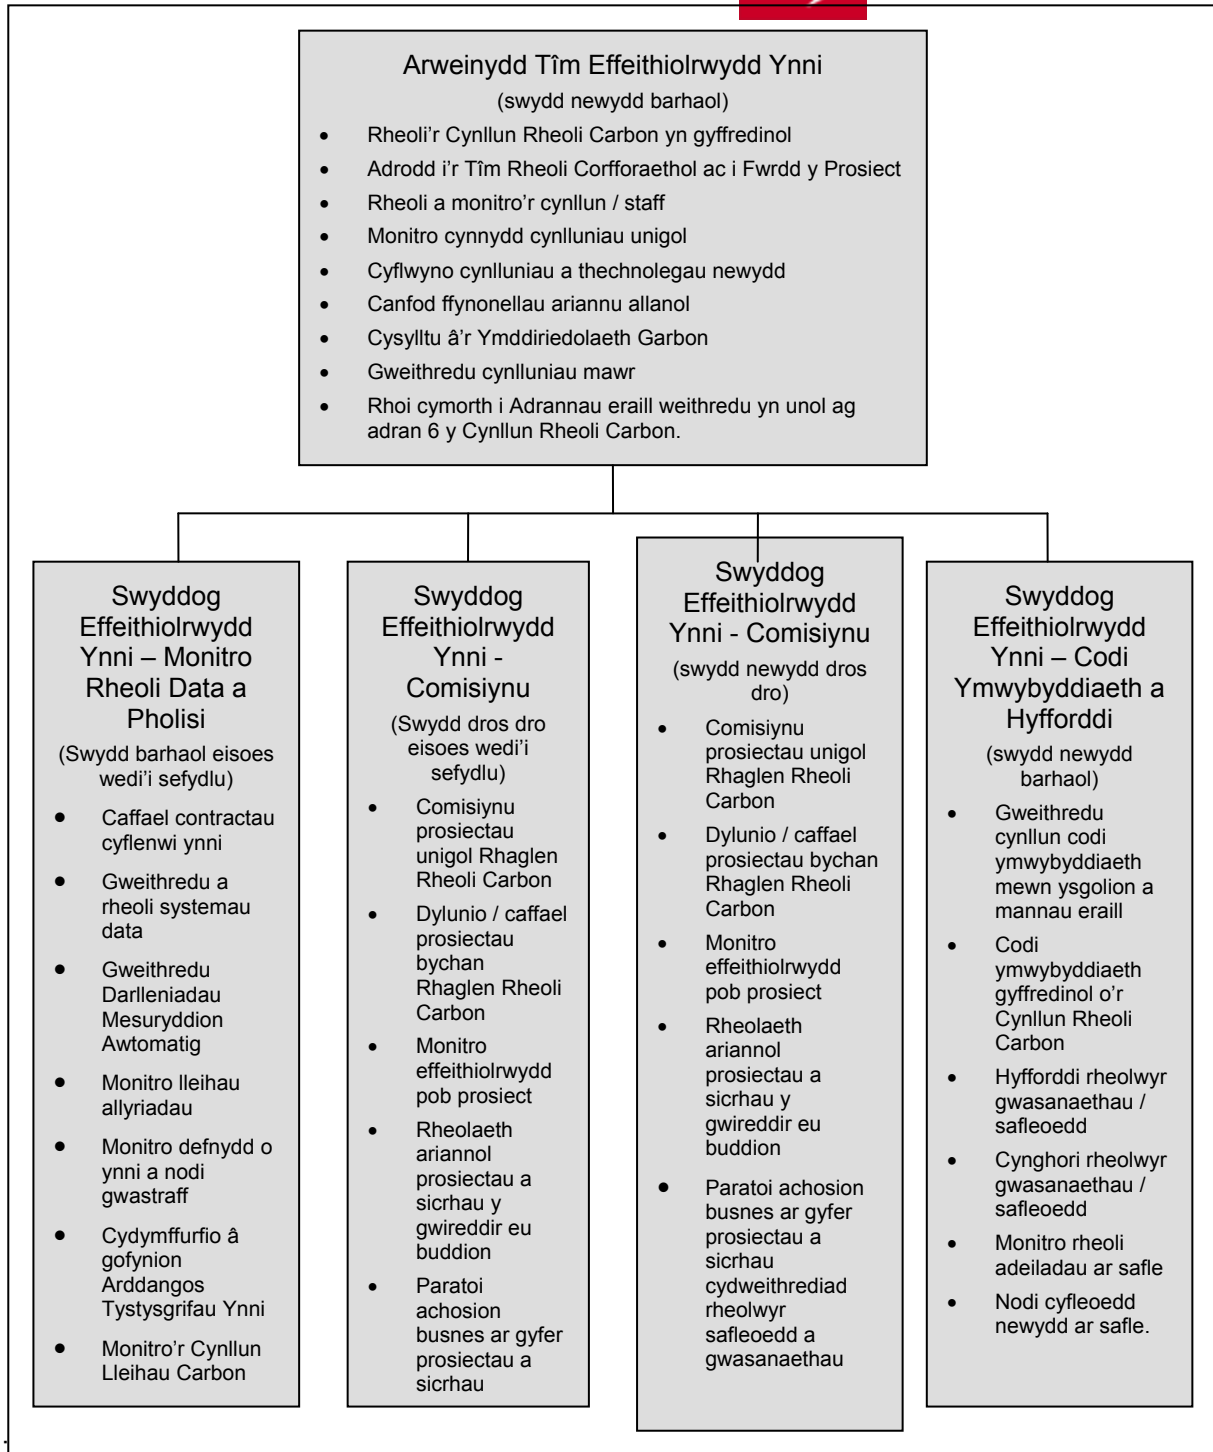 Arweinydd Tîm Effeithiolrwydd Ynni
(swydd newydd barhaol)
• Rheoli'r Cynllun Rheoli Carbon yn gyffredinol
• Adrodd i'r Tîm Rheoli Corfforaethol ac i Fwrdd y Prosiect
• Rheoli a monitro'r cynllun / staff
• Monitro cynnydd cynlluniau unigol
• Cyflwyno cynlluniau a thechnolegau newydd
• Canfod ffynonellau ariannu allanol
• Cysylltu â'r Ymddiriedolaeth Garbon
• Gweithredu cynlluniau mawr
• Rhoi cymorth i Adrannau eraill weithredu yn unol ag
adran 6 y Cynllun Rheoli Carbon.
Swyddog
Effeithiolrwydd
Ynni – Monitro
Rheoli Data a
Pholisi
(Swydd barhaol eisoes
wedi'i sefydlu)
• Caffael contractau
cyflenwi ynni
• Gweithredu a
rheoli systemau
data
• Gweithredu
Darlleniadau
Mesuryddion
Awtomatig
• Monitro lleihau
allyriadau
• Monitro defnydd o
ynni a nodi
gwastraff
• Cydymffurfio â
gofynion
Arddangos
Tystysgrifau Ynni
• Monitro'r Cynllun
Lleihau Carbon
Swyddog
Effeithiolrwydd
Ynni -
Comisiynu
(Swydd dros dro
eisoes wedi'i
sefydlu)
• Comisiynu
prosiectau
unigol Rhaglen
Rheoli Carbon
• Dylunio / caffael
prosiectau
bychan
Rhaglen Rheoli
Carbon
• Monitro
effeithiolrwydd
pob prosiect
• Rheolaeth
ariannol
prosiectau a
sicrhau y
gwireddir eu
buddion
• Paratoi
achosion
busnes ar gyfer
prosiectau a
sicrhau
Swyddog
Effeithiolrwydd
Ynni - Comisiynu
(swydd newydd dros
dro)
• Comisiynu
prosiectau unigol
Rhaglen Rheoli
Carbon
• Dylunio / caffael
prosiectau bychan
Rhaglen Rheoli
Carbon
• Monitro
effeithiolrwydd
pob prosiect
• Rheolaeth
ariannol
prosiectau a
sicrhau y
gwireddir eu
buddion
• Paratoi achosion
busnes ar gyfer
prosiectau a
sicrhau
cydweithrediad
rheolwyr
safleoedd a
gwasanaethau
Swyddog
Effeithiolrwydd
Ynni – Codi
Ymwybyddiaeth a
Hyfforddi
(swydd newydd
barhaol)
• Gweithredu
cynllun codi
ymwybyddiaeth
mewn ysgolion a
mannau eraill
• Codi
ymwybyddiaeth
gyffredinol o'r
Cynllun Rheoli
Carbon
• Hyfforddi rheolwyr
gwasanaethau /
safleoedd
• Cynghori rheolwyr
gwasanaethau /
safleoedd
• Monitro rheoli
adeiladau ar safle
• Nodi cyfleoedd
newydd ar safle.
.